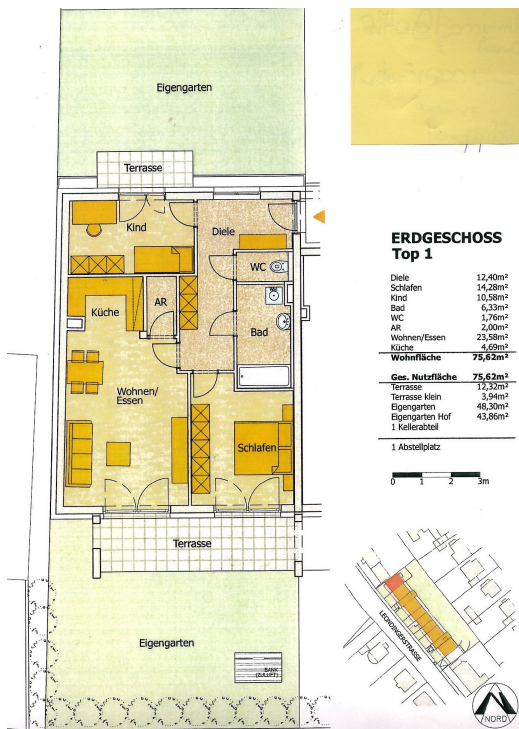 Eigengarten
Terrasse
Kind
Diele
WC
AR
Küche
Bad
Wohnen/
Essen
Schlafen
Terrasse
Eigengarten
BANK
(ZULUFT)
ERDGESCHOSS
Top 1
Diele 12,40m²
Schlafen 14,28m²
Kind 10,58m²
Bad 6,33m²
WC 1,76m²
AR 2,00m²
Wohnen/Essen 23,58m²
Küche 4,69m²
Wohnfläche 75,62m²
Ges. Nutzfläche 75,62m²
Terrasse 12,32m²
Terrasse klein 3,94m²
Eigengarten 48,30m²
Eigengarten Hof 43,86m²
1 Kellerabteil
1 Abstellplatz
0 1 2 3m
LEONDINGERSTRASSE
NORD